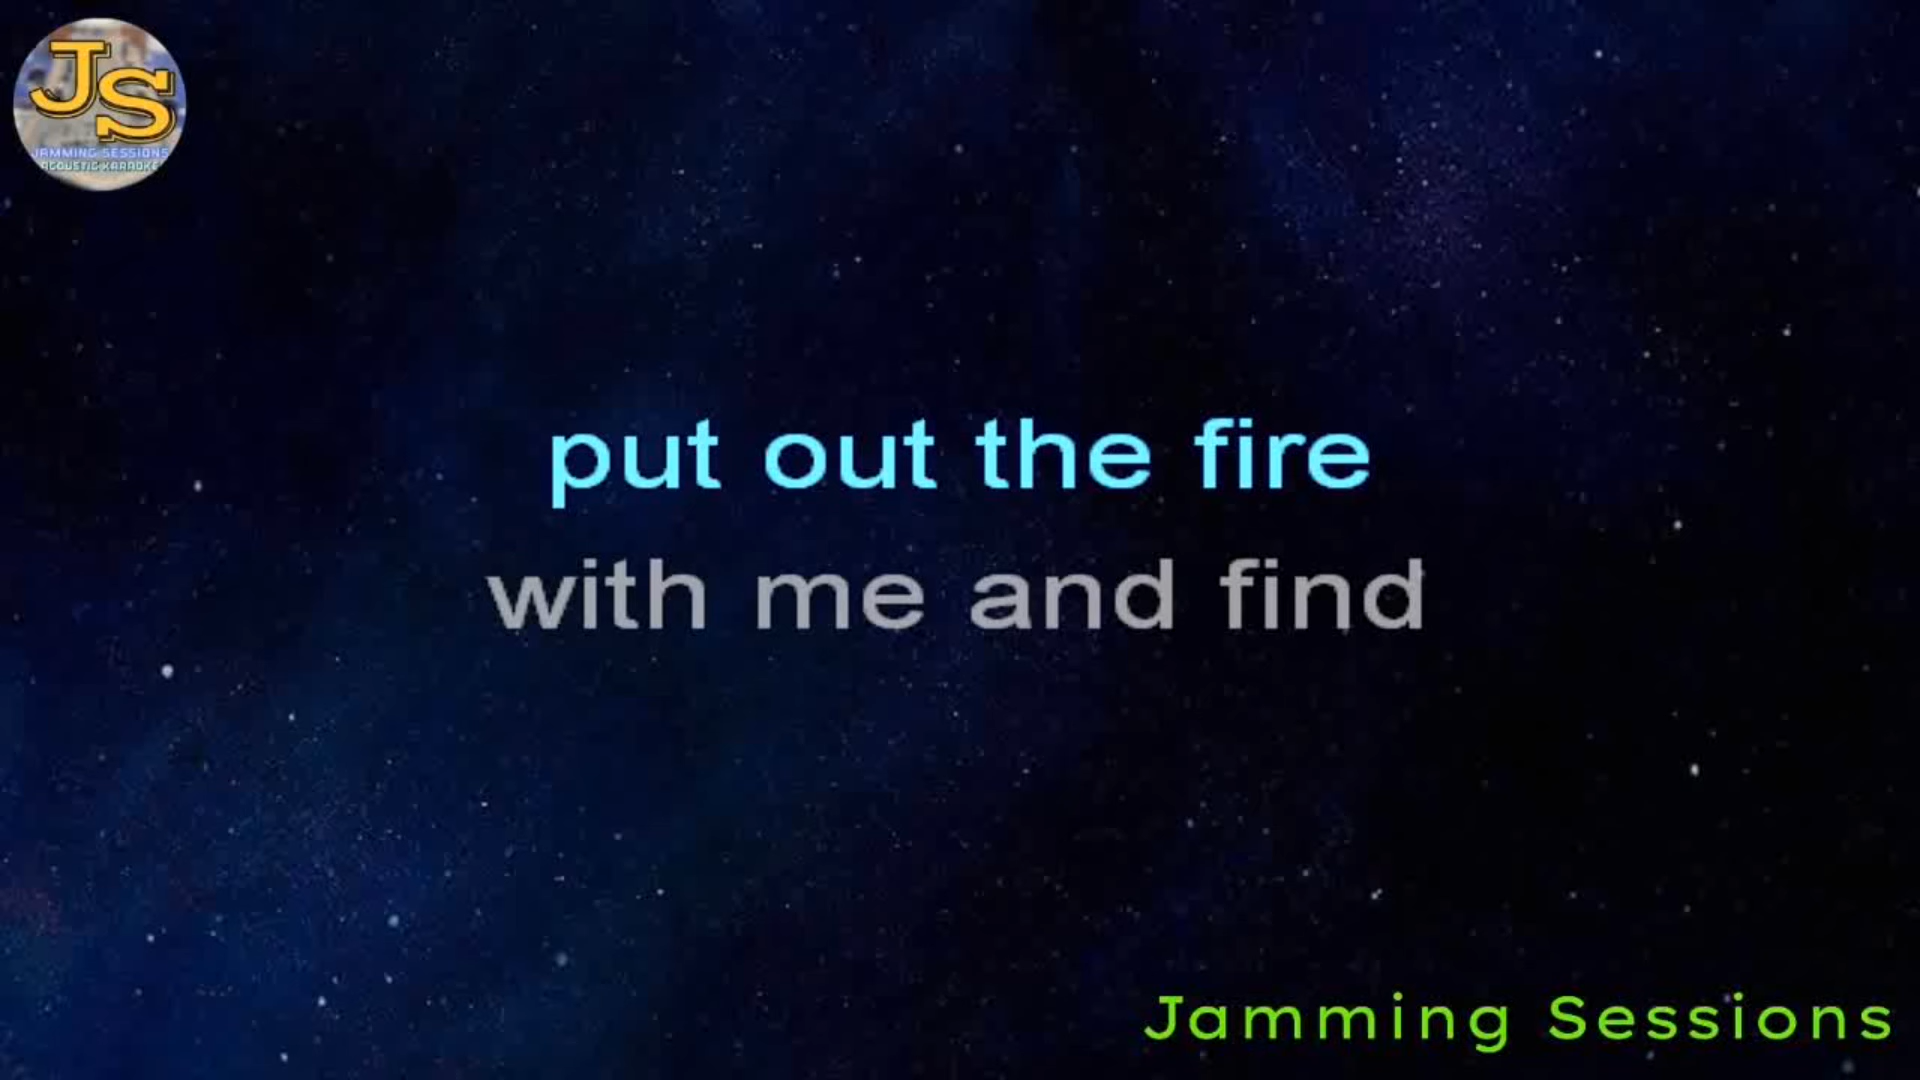 JS
JAMMING SESSIONS
ACOUSTIC KARAOKE
put out the fire
with me and find
Jamming Sessions